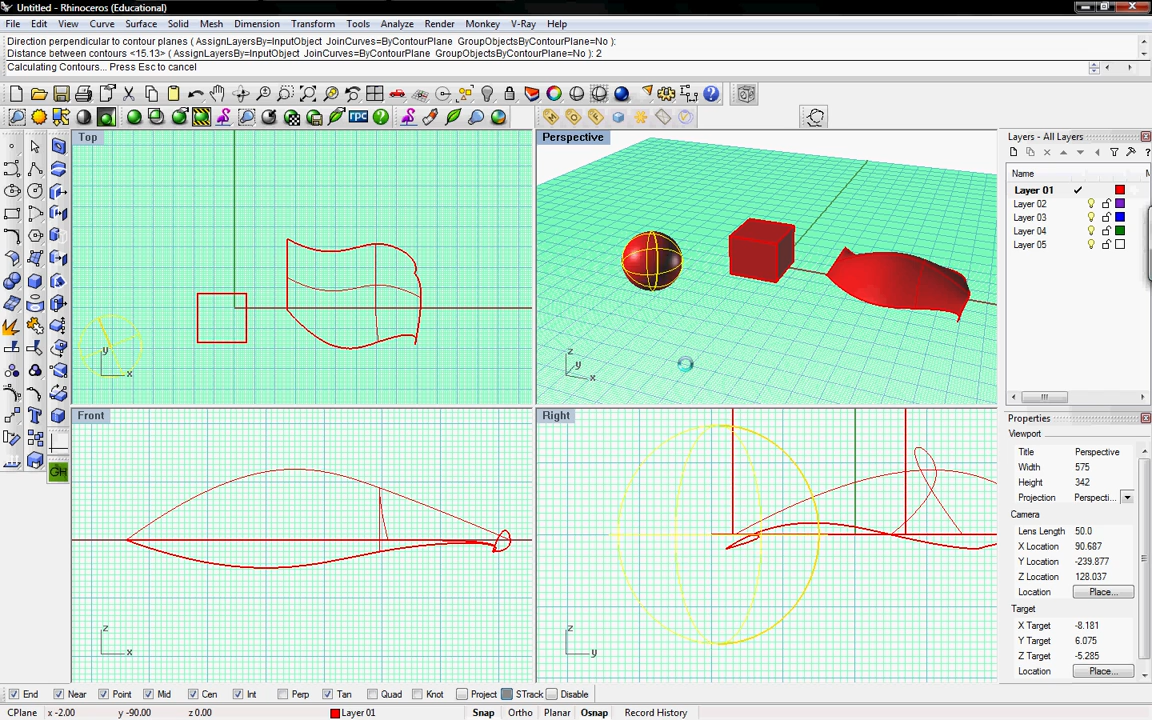 Untitled - Rhinoceros (Educational)
File Edit View Curve Surface Solid Mesh Dimension Transform Tools Analyze Render Monkey V-Ray Help
Direction perpendicular to contour planes ( AssignLayersBy=InputObject JoinCurves=ByContourPlane GroupObjectsByContourPlane=No ):
Distance between contours <15.13> ( AssignLayersBy=InputObject JoinCurves=ByContourPlane GroupObjectsByContourPlane=No ): 2
Calculating Contours... Press Esc to cancel
rpc
M O F
Top
Perspective
Layers - All Layers
Name
Layer 01
Layer 02
Layer 03
Layer 04
Layer 05
y
x
z
y
x
Front
Right
GH
z
x
z
y
Properties
Viewport
Title Perspective
Width 575
Height 342
Projection Perspecti...
Camera
Lens Length 50.0
X Location 90.687
Y Location -239.877
Z Location 128.037
Location Place...
Target
X Target -8.181
Y Target 6.075
Z Target -5.285
Location Place...
End Near Point Mid Cen Int Perp Tan Quad Knot Project STrack Disable
CPlane x -2.00 y -90.00 z 0.00 Layer 01 Snap Ortho Planar Osnap Record History